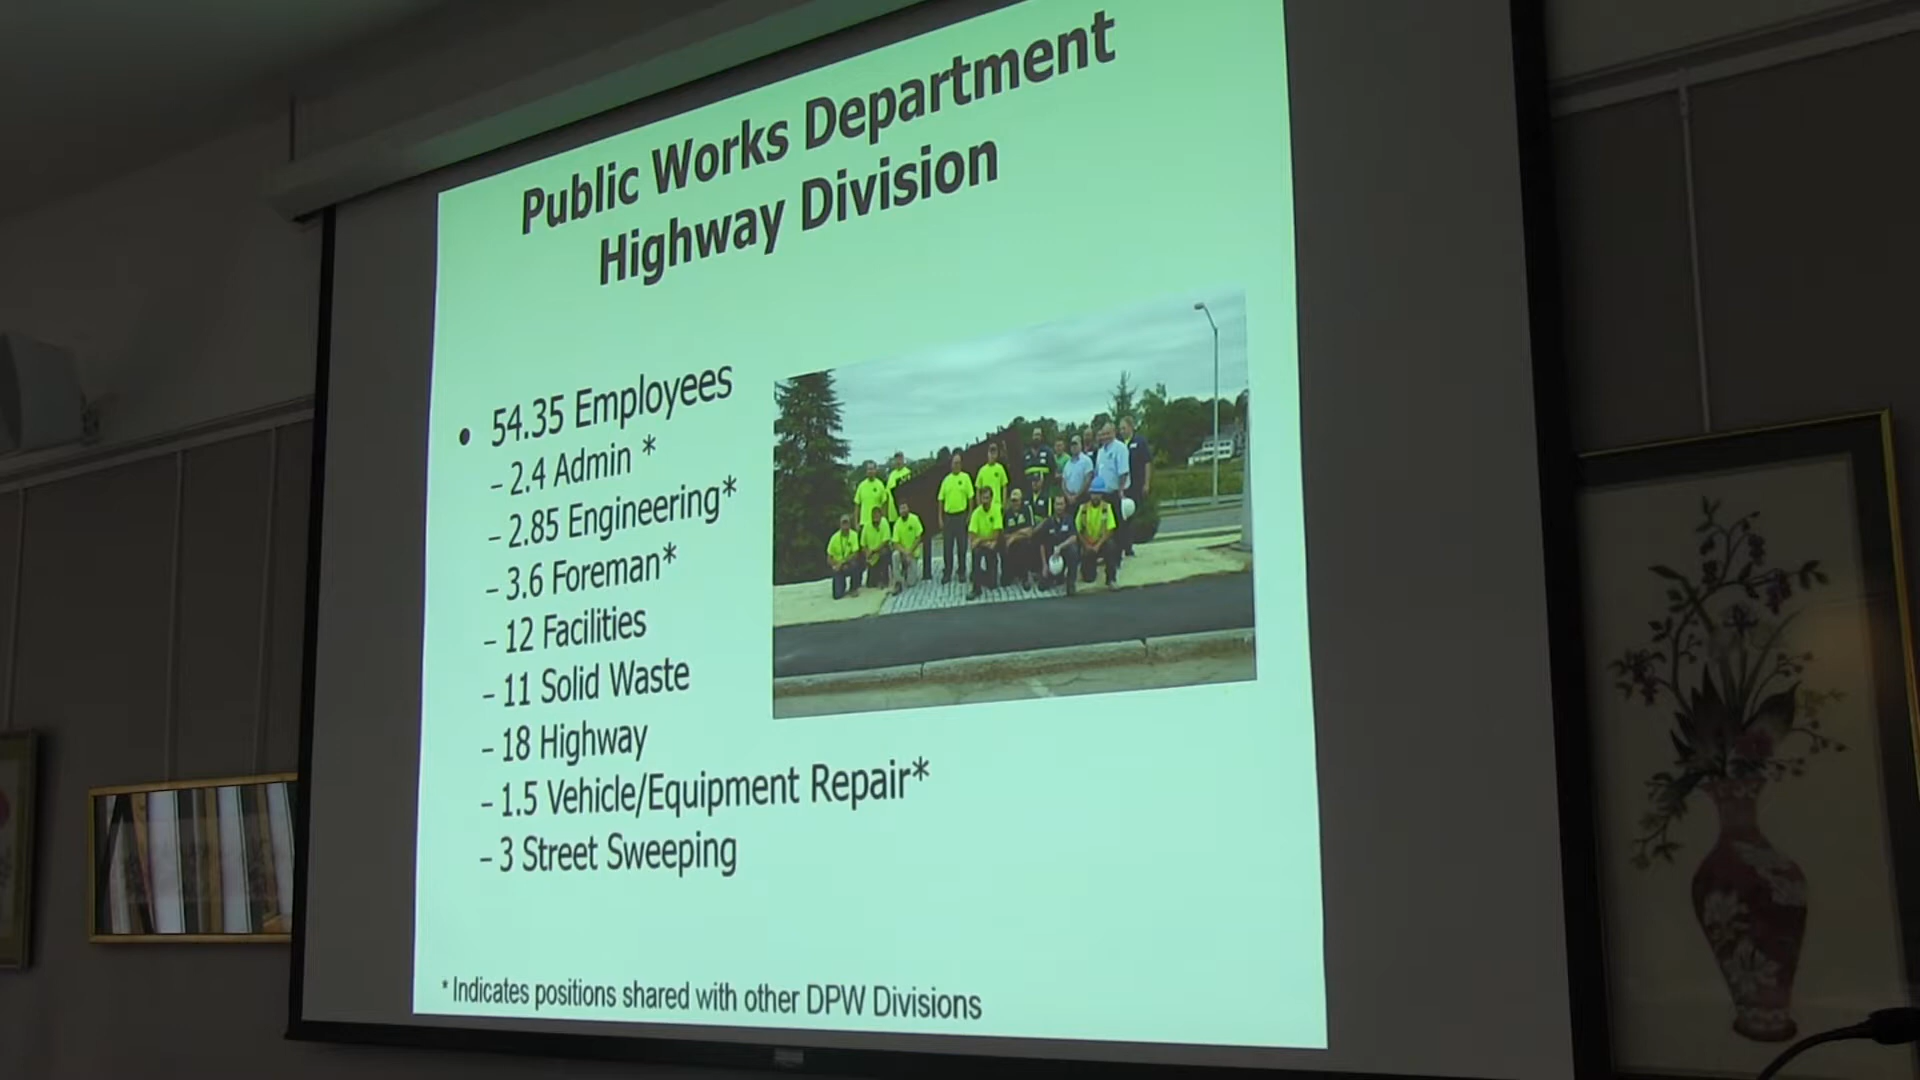 Public Works Department
Highway Division
• 54.35 Employees
– 2.4 Admin *
– 2.85 Engineering*
– 3.6 Foreman*
– 12 Facilities
– 11 Solid Waste
– 18 Highway
– 1.5 Vehicle/Equipment Repair*
– 3 Street Sweeping
* Indicates positions shared with other DPW Divisions